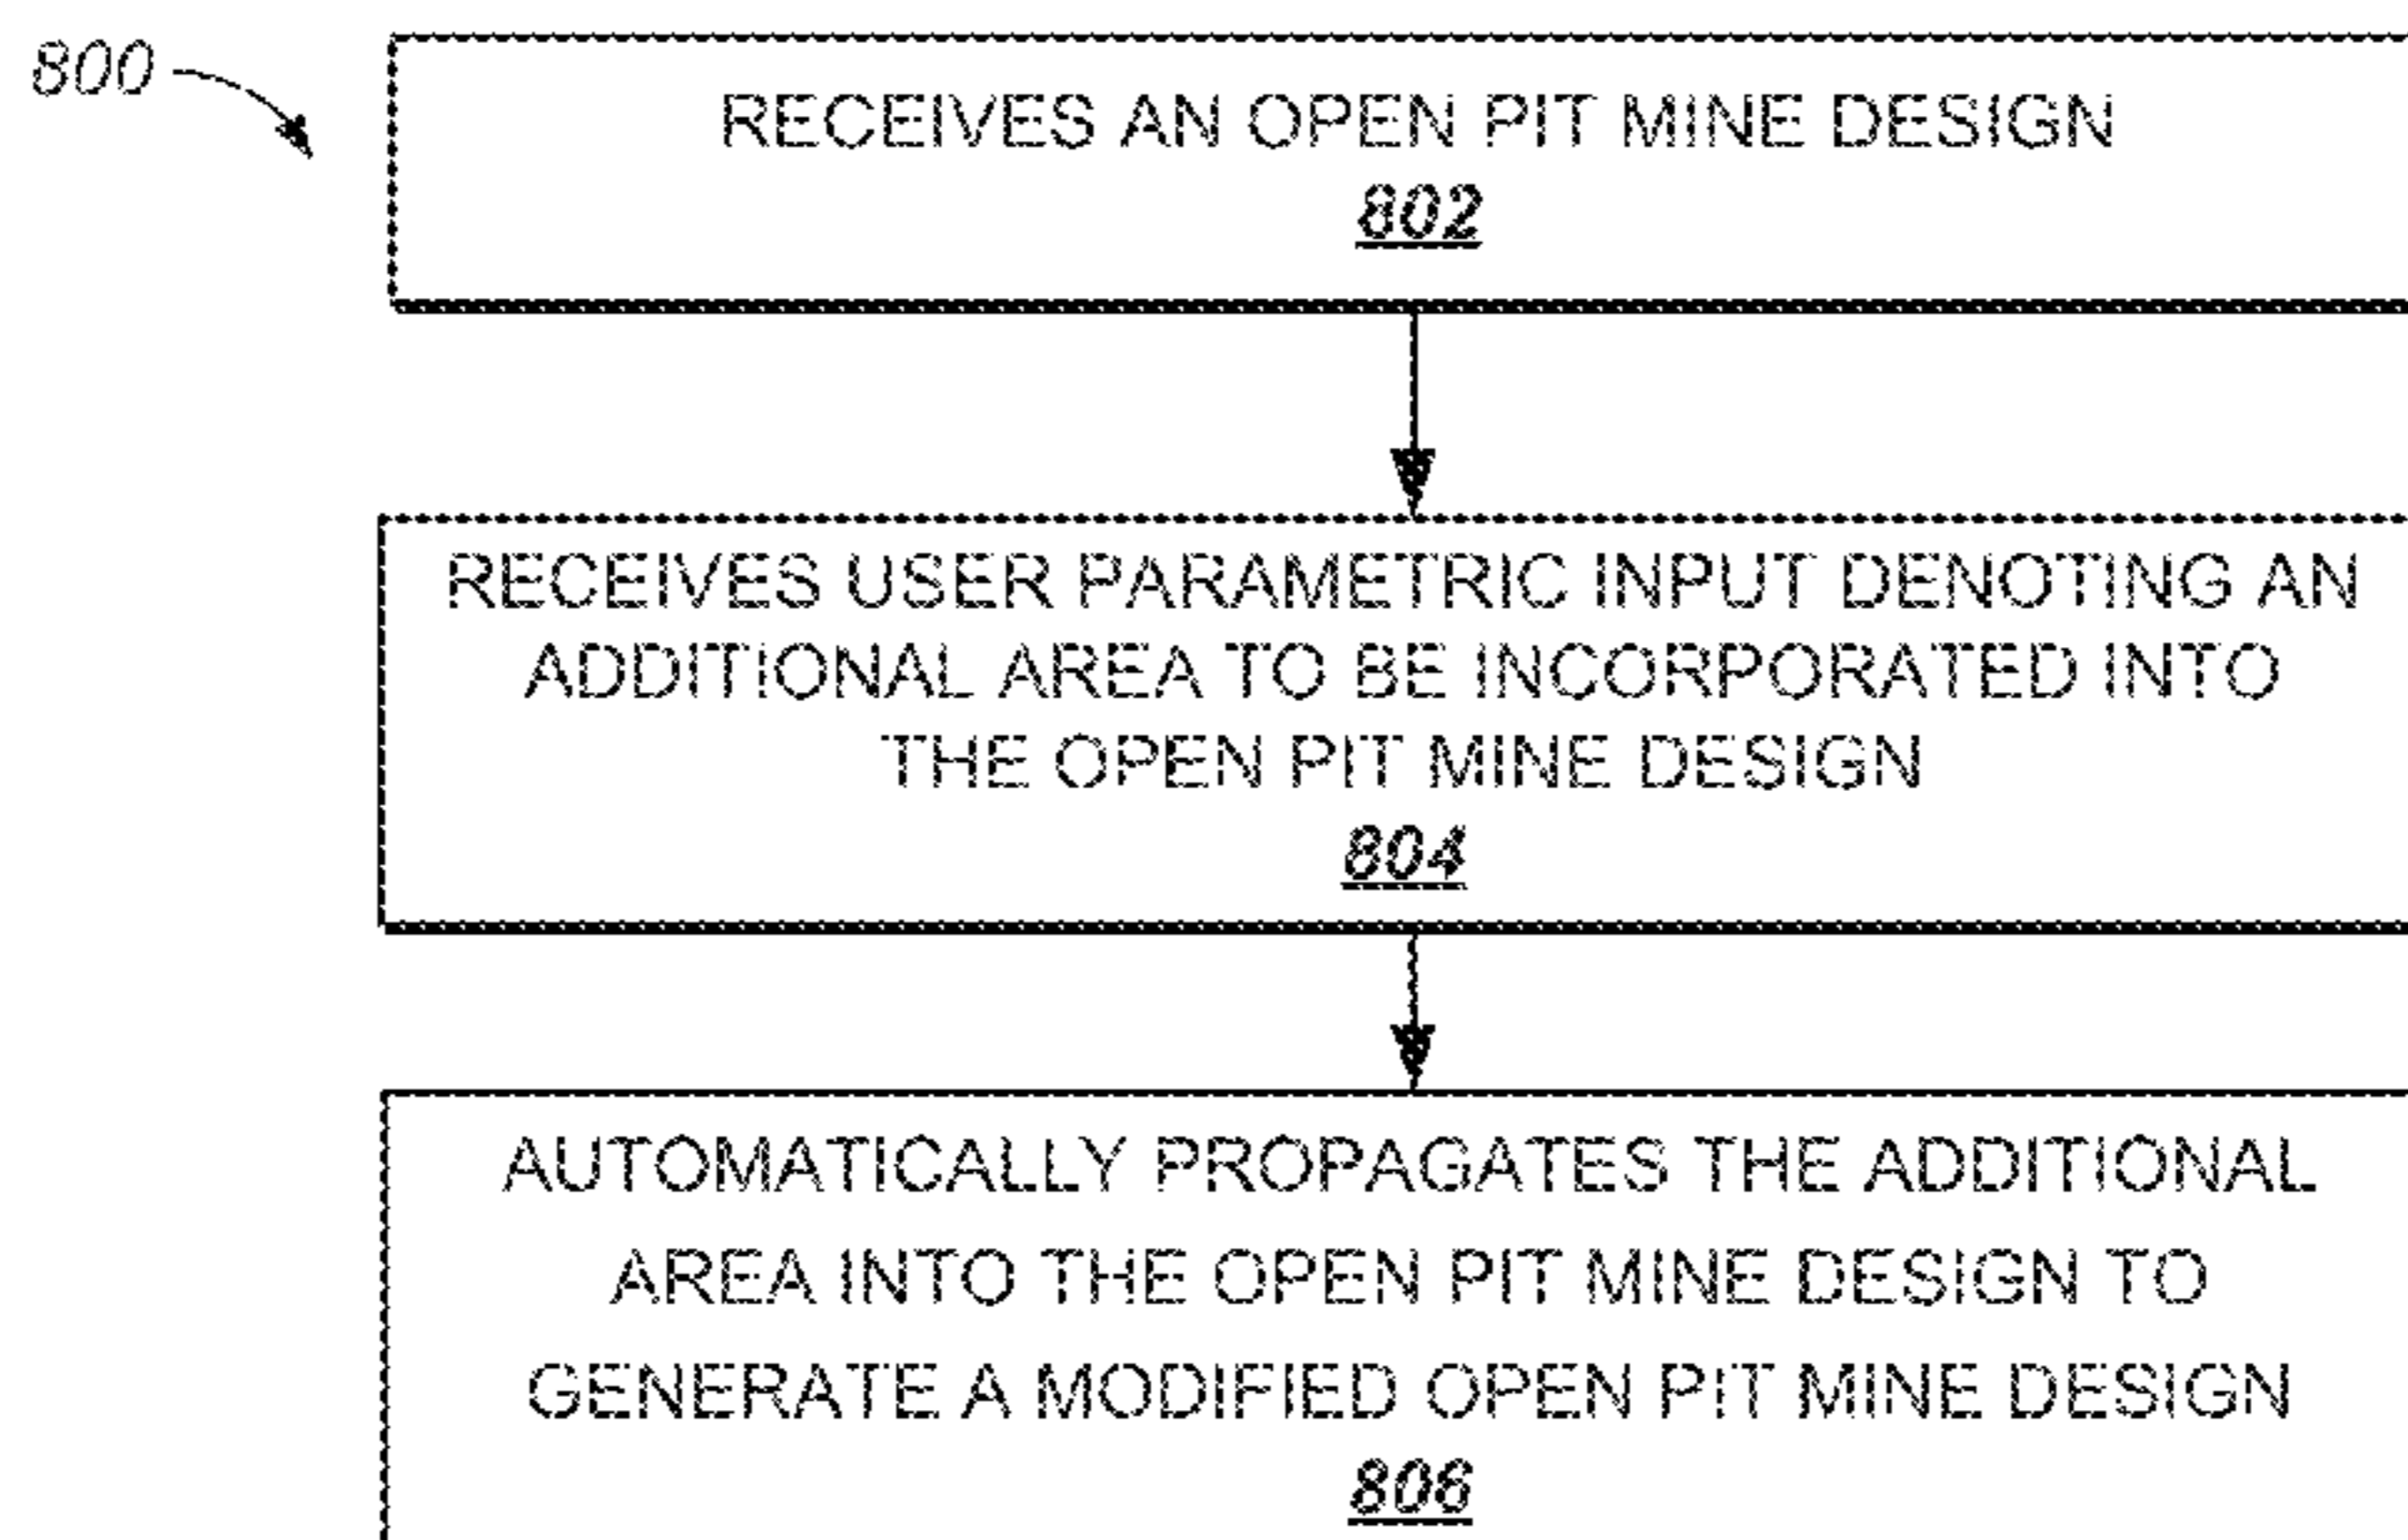 800
RECEIVES AN OPEN PIT MINE DESIGN
802
RECEIVES USER PARAMETRIC INPUT DENOTING AN
ADDITIONAL AREA TO BE INCORPORATED INTO
THE OPEN PIT MINE DESIGN
804
AUTOMATICALLY PROPAGATES THE ADDITIONAL
AREA INTO THE OPEN PIT MINE DESIGN TO
GENERATE A MODIFIED OPEN PIT MINE DESIGN
806